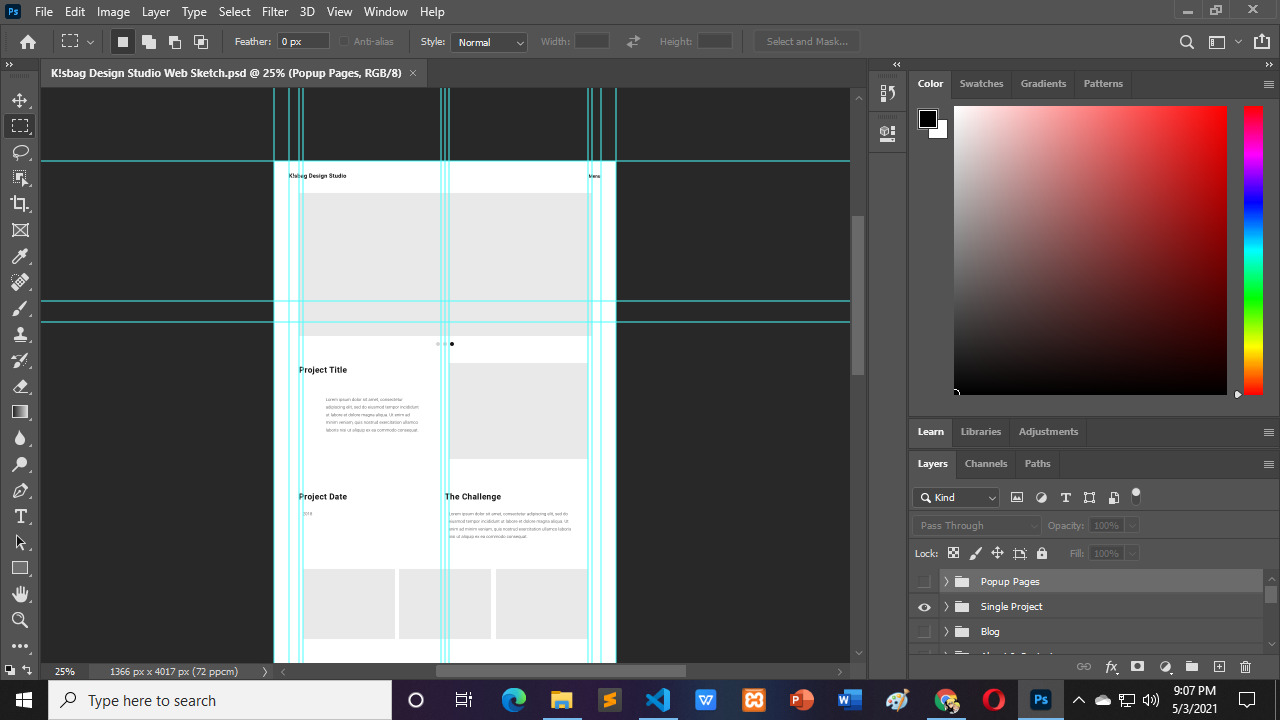 File Edit Image Layer Type Select Filter 3D View Window Help
Feather: 0 px Anti-alias Style: Normal Width: Height: Select and Mask...
K!sbag Design Studio Web Sketch.psd @ 25% (Popup Pages, RGB/8)
Color Swatches Gradients Patterns
K!sbag Design Studio
Menu
Project Title
Lorem ipsum dolor sit amet, consectetur
adipiscing elit, sed do eiusmod tempor incididunt
ut labore et dolore magna aliqua. Ut enim ad
minim veniam, quis nostrud exercitation ullamco
laboris nisi ut aliquip ex ea commodo consequat.
Project Date
2018
The Challenge
Lorem ipsum dolor sit amet, consectetur adipiscing elit, sed do
eiusmod tempor incididunt ut labore et dolore magna aliqua. Ut
enim ad minim veniam, quis nostrud exercitation ullamco laboris
nisi ut aliquip ex ea commodo consequat.
Learn Libraries Adjustments
Layers Channels Paths
Kind
Pass Through Opacity: 100%
Lock: Fill: 100%
Popup Pages
Single Project
Blog
25% 1366 px x 4017 px (72 ppcm)
Type here to search
9:07 PM
5/3/2021